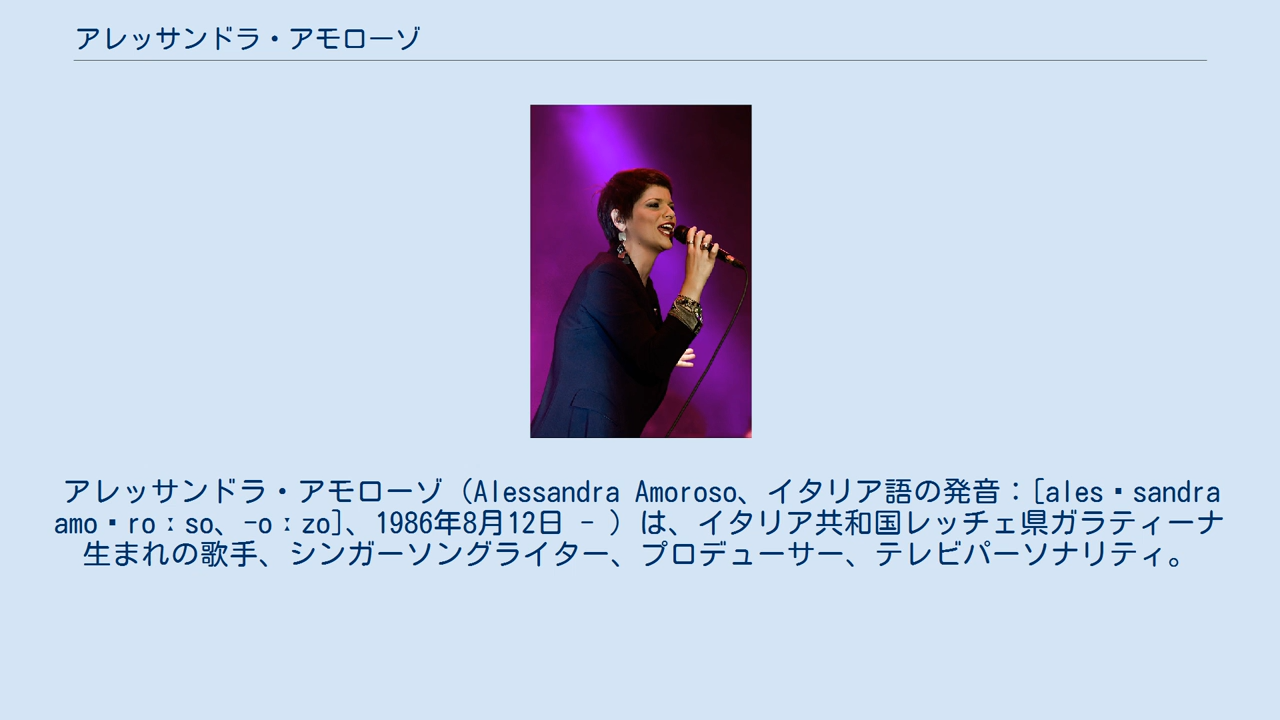 アレッサンドラ・アモローゾ
アレッサンドラ・アモローゾ（Alessandra Amoroso、イタリア語の発音：[ales▪sandra
amo▪roːso、-oːzo]、1986年8月12日 - ）は、イタリア共和国レッチェ県ガラティーナ
生まれの歌手、シンガーソングライター、プロデューサー、テレビパーソナリティ。